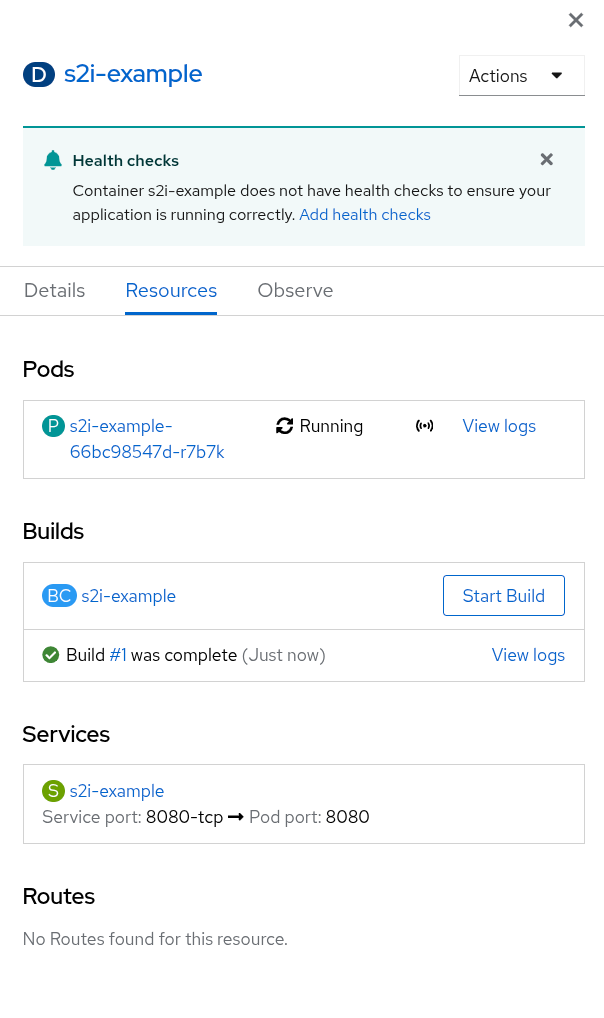 D s2i-example
Actions
Health checks
Container s2i-example does not have health checks to ensure your
application is running correctly. Add health checks
Details Resources Observe
Pods
P s2i-example-
66bc98547d-r7b7k
Running
View logs
Builds
BC s2i-example
Start Build
Build #1 was complete (Just now)
View logs
Services
S s2i-example
Service port: 8080-tcp → Pod port: 8080
Routes
No Routes found for this resource.